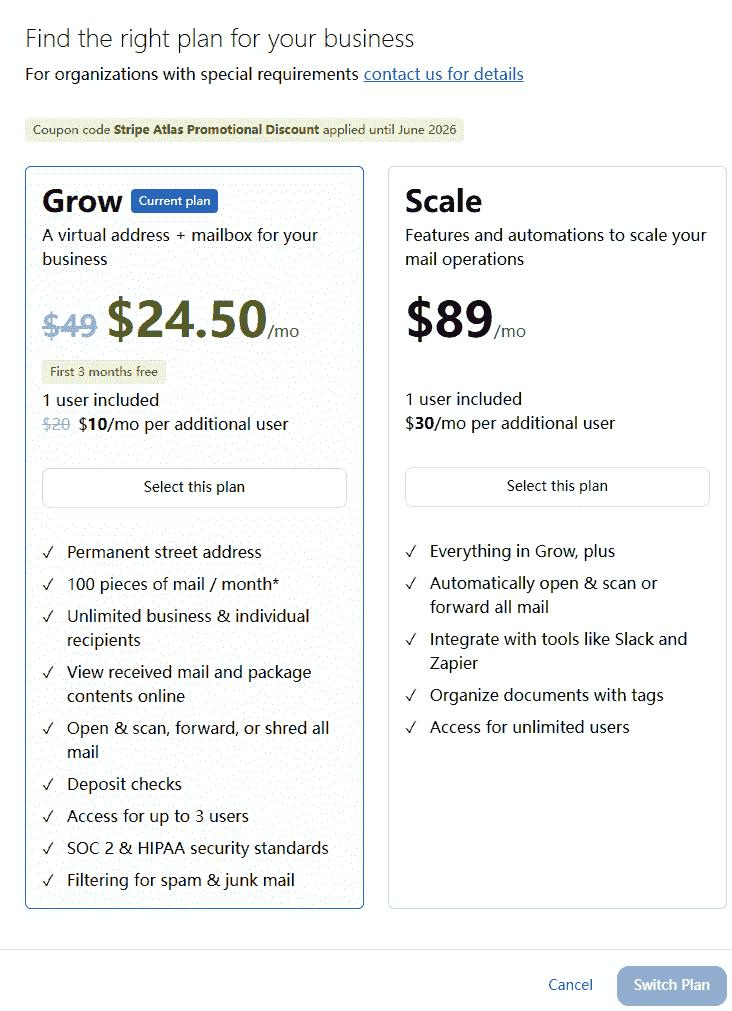 Find the right plan for your business
For organizations with special requirements contact us for details
Coupon code Stripe Atlas Promotional Discount applied until June 2026
Grow Current plan
A virtual address + mailbox for your
business
$49 $24.50/mo
First 3 months free
1 user included
$20 $10/mo per additional user
Select this plan
✓ Permanent street address
✓ 100 pieces of mail / month*
✓ Unlimited business & individual
recipients
✓ View received mail and package
contents online
✓ Open & scan, forward, or shred all
mail
✓ Deposit checks
✓ Access for up to 3 users
✓ SOC 2 & HIPAA security standards
✓ Filtering for spam & junk mail
Scale
Features and automations to scale your
mail operations
$89/mo
1 user included
$30/mo per additional user
Select this plan
✓ Everything in Grow, plus
✓ Automatically open & scan or
forward all mail
✓ Integrate with tools like Slack and
Zapier
✓ Organize documents with tags
✓ Access for unlimited users
Cancel
Switch Plan